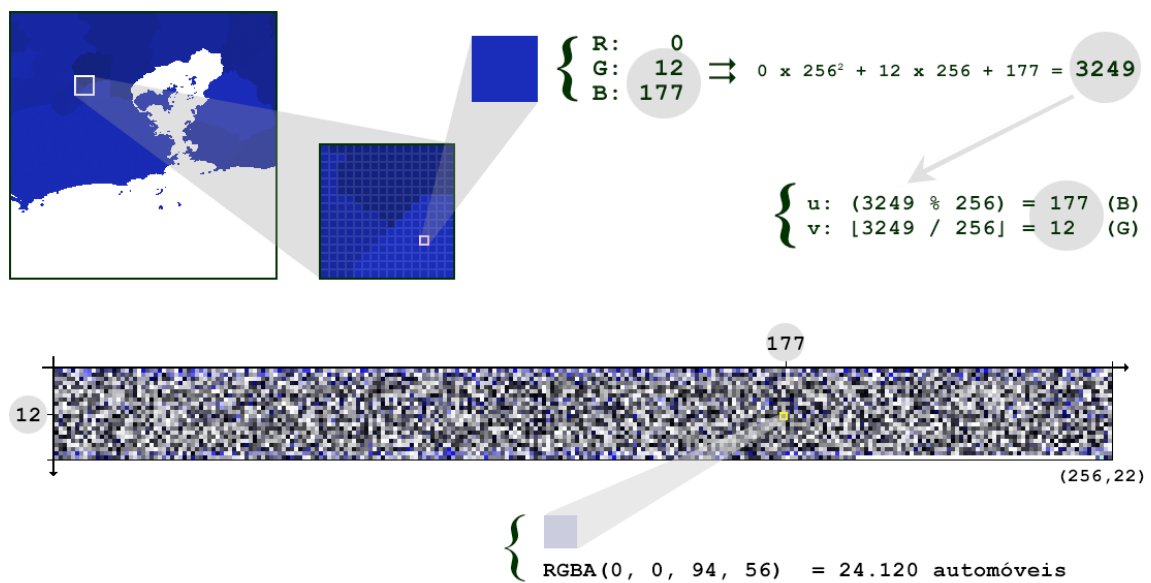 R: 0
G: 12
B: 177
0 x 256² + 12 x 256 + 177 = 3249
u: (3249 % 256) = 177 (B)
v: ⌊3249 / 256⌋ = 12 (G)
177
12
(256,22)
RGBA(0, 0, 94, 56) = 24.120 automóveis